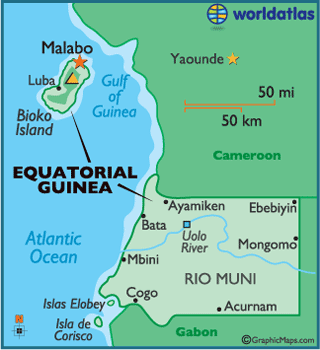 worldatlas
Malabo
Yaounde
Luba
Gulf
of
Guinea
50 mi
50 km
Bioko
Island
Cameroon
EQUATORIAL
GUINEA
Ayamiken
Ebebiyin
Bata
Uolo
River
Mongomo
Atlantic
Ocean
Mbini
RIO MUNI
Islas Elobey
Cogo
Acurnam
Isla de
Corisco
Gabon
©GraphicMaps.com